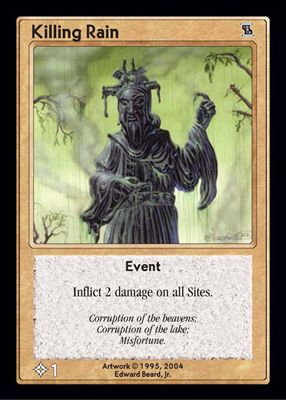 Killing Rain
Event
Inflict 2 damage on all Sites.
Corruption of the heavens;
Corruption of the lake;
Misfortune.
1
Artwork © 1995, 2004
Edward Beard, Jr.